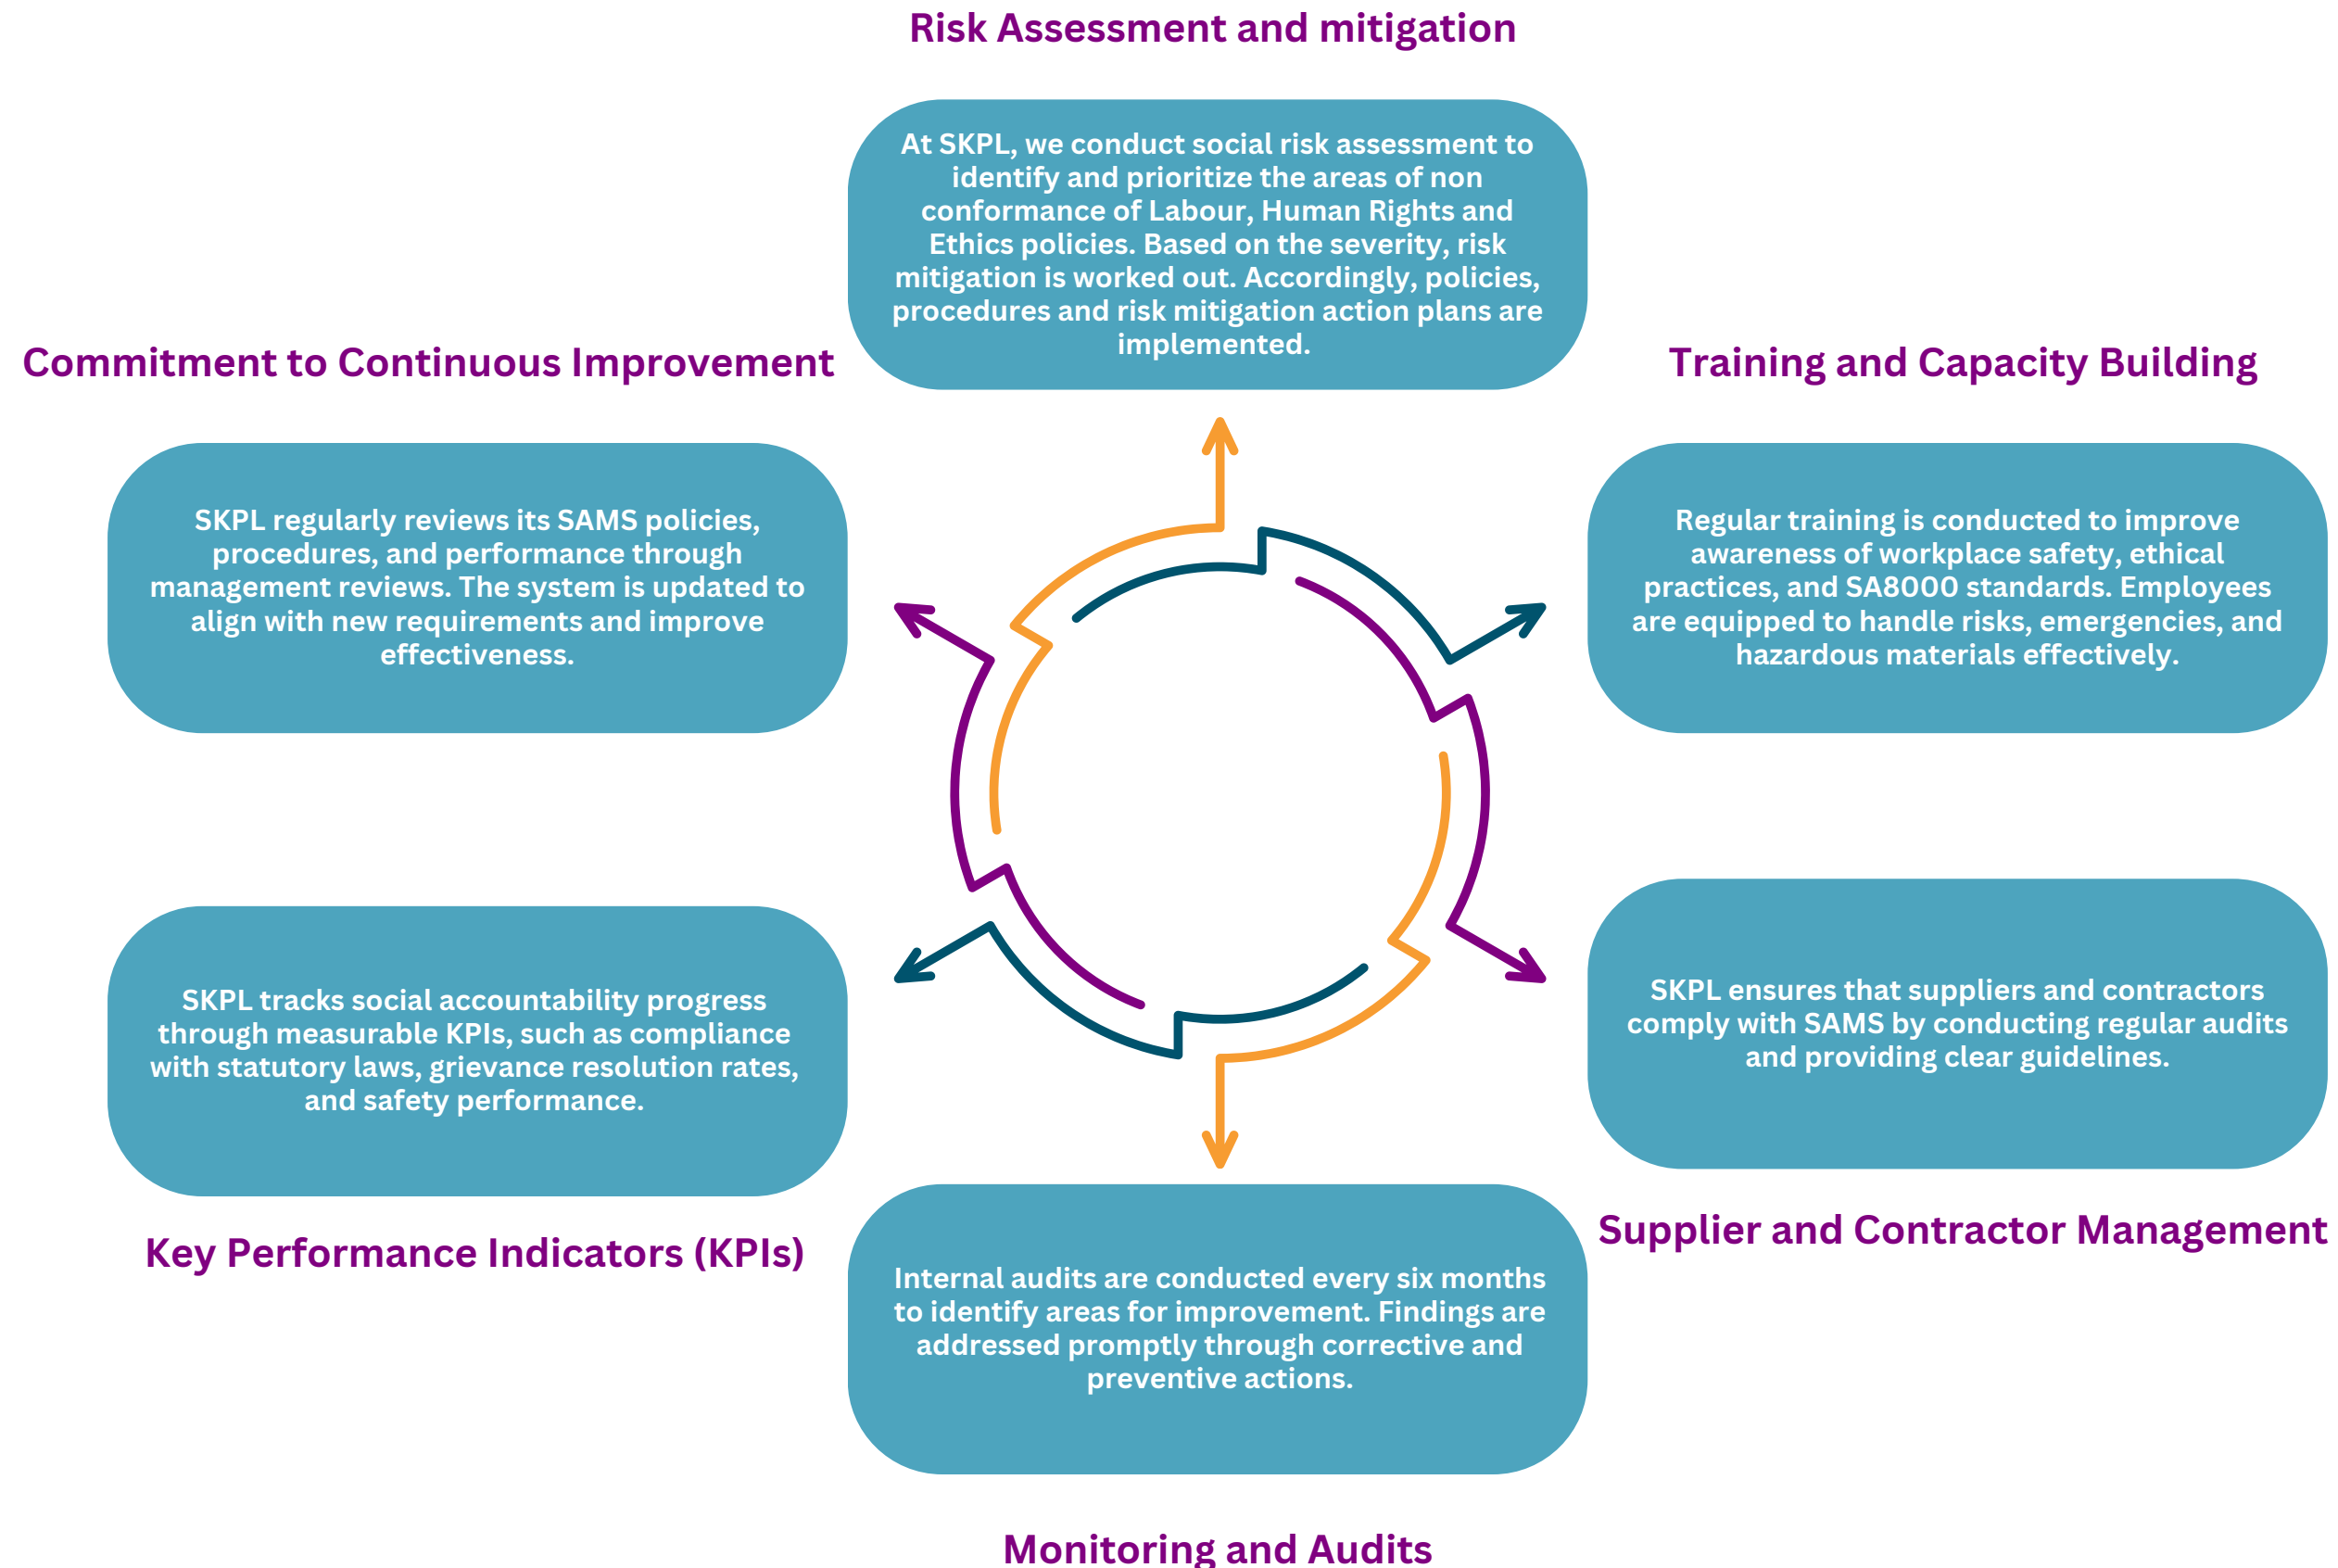 Risk Assessment and mitigation
At SKPL, we conduct social risk assessment to
identify and prioritize the areas of non
conformance of Labour, Human Rights and
Ethics policies. Based on the severity, risk
mitigation is worked out. Accordingly, policies,
procedures and risk mitigation action plans are
implemented.
Commitment to Continuous Improvement
SKPL regularly reviews its SAMS policies,
procedures, and performance through
management reviews. The system is updated to
align with new requirements and improve
effectiveness.
Training and Capacity Building
Regular training is conducted to improve
awareness of workplace safety, ethical
practices, and SA8000 standards. Employees
are equipped to handle risks, emergencies, and
hazardous materials effectively.
SKPL tracks social accountability progress
through measurable KPIs, such as compliance
with statutory laws, grievance resolution rates,
and safety performance.
Key Performance Indicators (KPIs)
SKPL ensures that suppliers and contractors
comply with SAMS by conducting regular audits
and providing clear guidelines.
Supplier and Contractor Management
Internal audits are conducted every six months
to identify areas for improvement. Findings are
addressed promptly through corrective and
preventive actions.
Monitoring and Audits